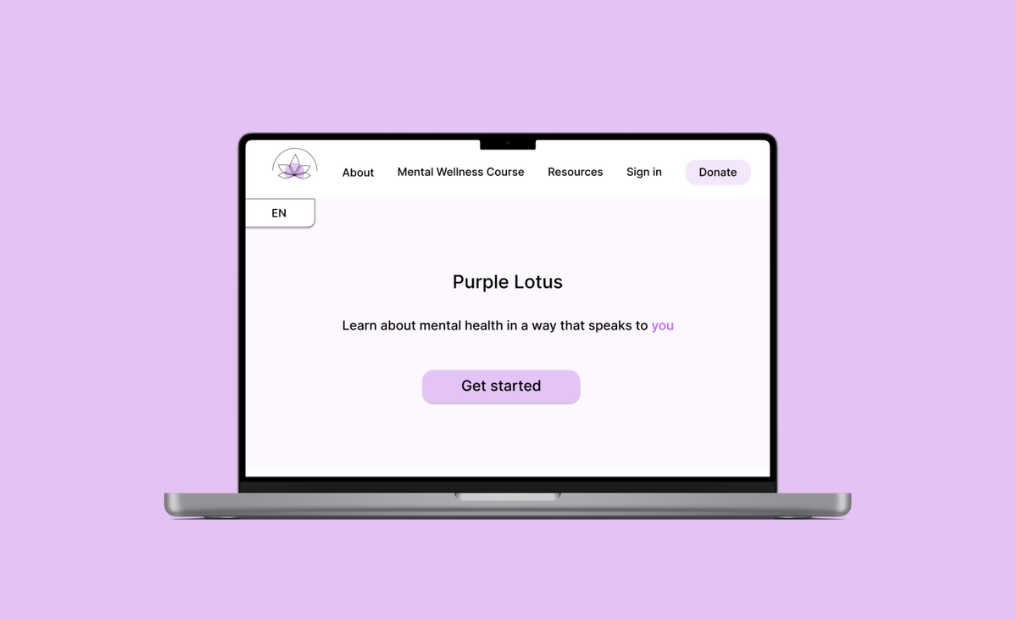 About
Mental Wellness Course
Resources
Sign in
Donate
EN
Purple Lotus
Learn about mental health in a way that speaks to you
Get started